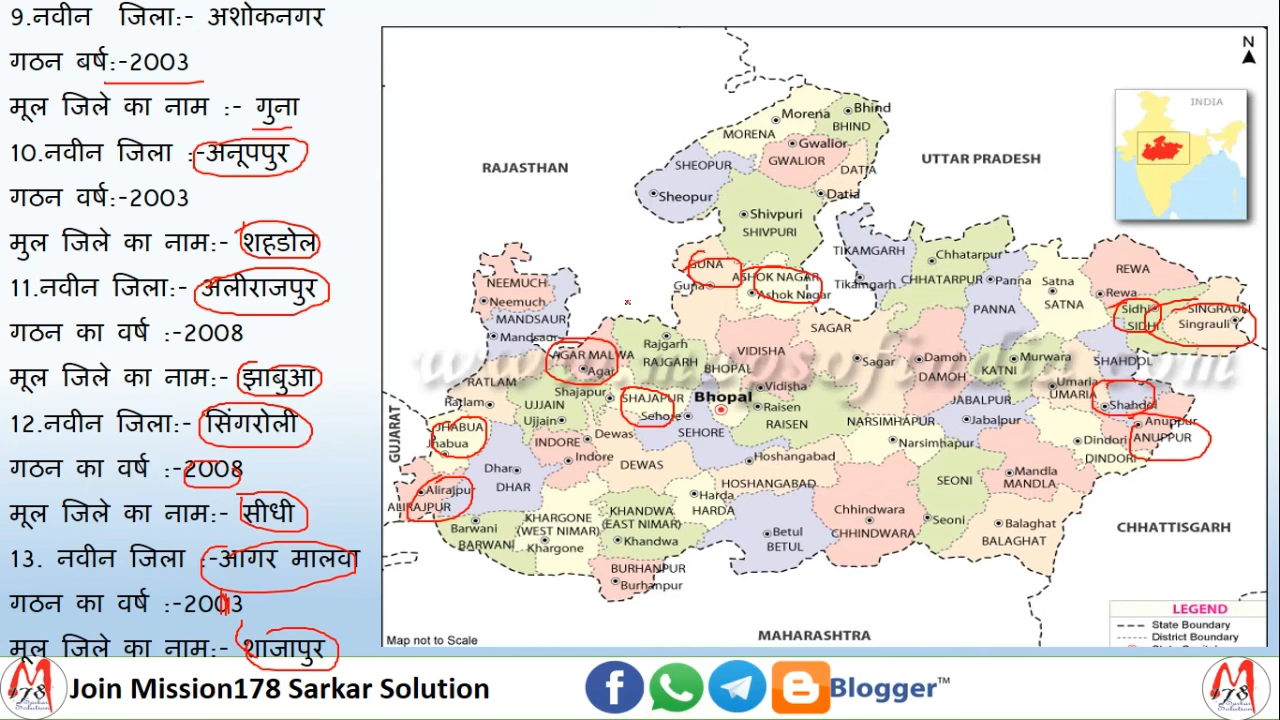 9.नवीन जिला:- अशोकनगर
गठन बर्ष:-2003
मूल जिले का नाम :- गुना
10.नवीन जिला :-अनूपपुर
गठन वर्ष:-2003
मुल जिले का नाम:- शहडोल
11.नवीन जिला:- अलीराजपुर
गठन का वर्ष :-2008
मूल जिले का नाम:- झाबुआ
12.नवीन जिला:- सिंगरोली
गठन का वर्ष :-2008
मूल जिले का नाम:- सीधी
13. नवीन जिला :-आगर मालवा
गठन का वर्ष :-2003
मूल जिले का नाम:- शाजापुर
N
INDIA
RAJASTHAN
UTTAR PRADESH
GUJARAT
CHHATTISGARH
MAHARASHTRA
Morena
MORENA
Bhind
BHIND
Gwalior
GWALIOR
SHEOPUR
Sheopur
DATIA
Datia
Shivpuri
SHIVPURI
TIKAMGARH
Tikamgarh
Chhatarpur
CHHATARPUR
GUNA
Guna
ASHOK NAGAR
Ashok Nagar
Panna
PANNA
Satna
SATNA
REWA
Rewa
Sidhi
SIDHI
SINGRAULI
Singrauli
NEEMUCH
Neemuch
MANDSAUR
Mandsaur
AGAR MALWA
Agar
Rajgarh
RAJGARH
BHOPAL
Bhopal
VIDISHA
Vidisha
SAGAR
Sagar
Damoh
DAMOH
Murwara
KATNI
SHAHDOL
Shahdol
Umaria
UMARIA
Anuppur
ANUPPUR
RATLAM
Ratlam
UJJAIN
Ujjain
Shajapur
SHAJAPUR
Sehore
SEHORE
Raisen
RAISEN
NARSIMHAPUR
Narsimhapur
JABALPUR
Jabalpur
Dindori
DINDORI
JHABUA
Jhabua
INDORE
Indore
Dewas
DEWAS
Dhar
DHAR
Hoshangabad
HOSHANGABAD
SEONI
Seoni
Mandla
MANDLA
Alirajpur
ALIRAJPUR
Barwani
BARWANI
KHARGONE
(WEST NIMAR)
Khargone
KHANDWA
(EAST NIMAR)
Khandwa
Harda
HARDA
Betul
BETUL
Chhindwara
CHHINDWARA
Balaghat
BALAGHAT
BURHANPUR
Burhanpur
Map not to Scale
LEGEND
State Boundary
District Boundary
Join Mission178 Sarkar Solution
Blogger™